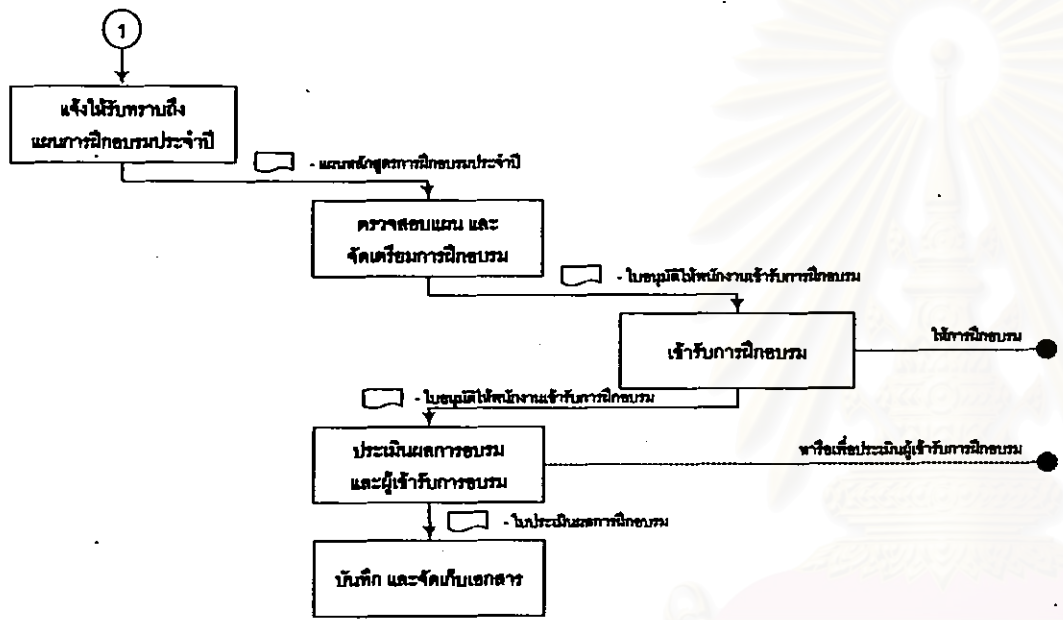 1
แจ้งให้รับทราบถึง
แผนการฝึกอบรมประจำปี
- แผนหลักสูตรการฝึกอบรมประจำปี
ตรวจสอบแผน และ
จัดเตรียมการฝึกอบรม
- ใบอนุมัติให้พนักงานเข้ารับการฝึกอบรม
เข้ารับการฝึกอบรม
ให้การฝึกอบรม
- ใบอนุมัติให้พนักงานเข้ารับการฝึกอบรม
ประเมินผลการอบรม
และผู้เข้ารับการอบรม
หารือเพื่อประเมินผู้เข้ารับการฝึกอบรม
- ใบประเมินผลการฝึกอบรม
บันทึก และจัดเก็บเอกสาร